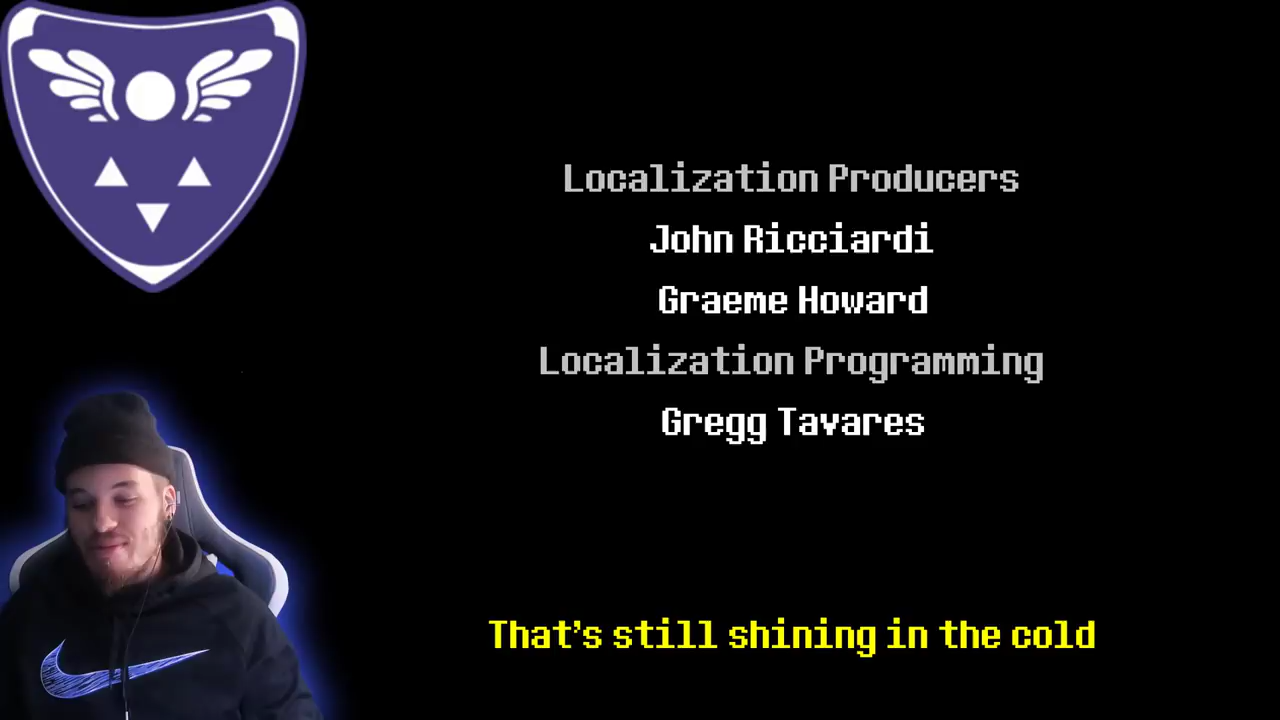 Localization Producers
John Ricciardi
Graeme Howard
Localization Programming
Gregg Tavares
That's still shining in the cold